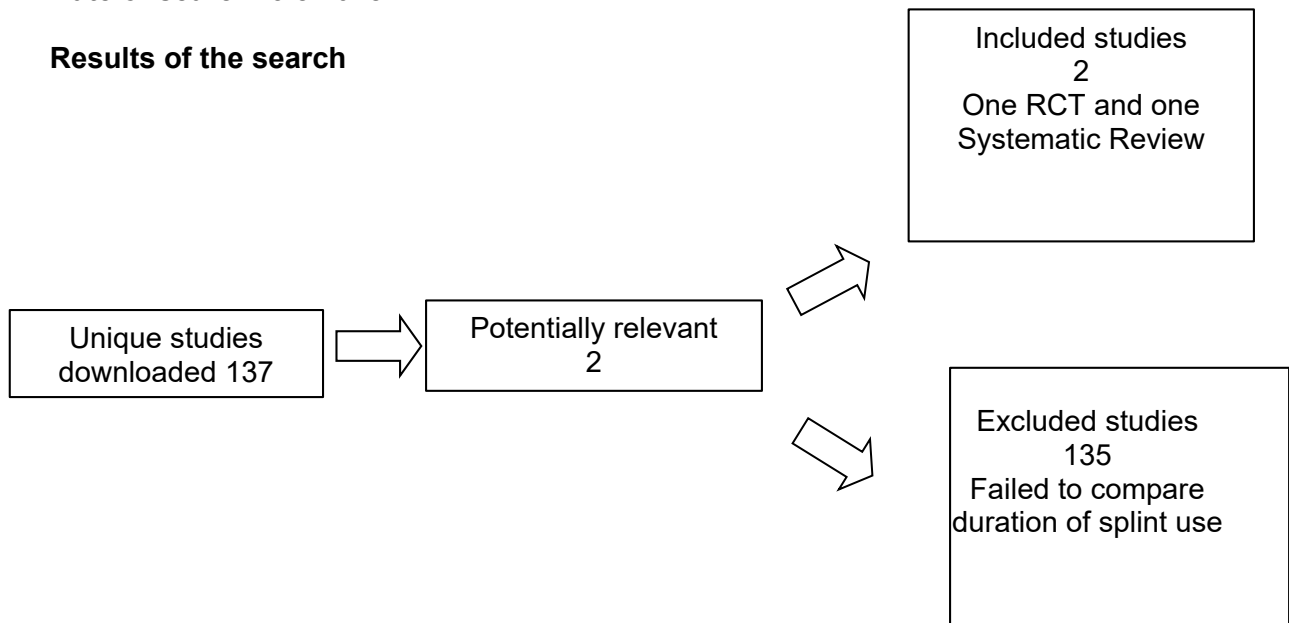 Results of the search
Included studies
2
One RCT and one
Systematic Review
Unique studies
downloaded 137
Potentially relevant
2
Excluded studies
135
Failed to compare
duration of splint use